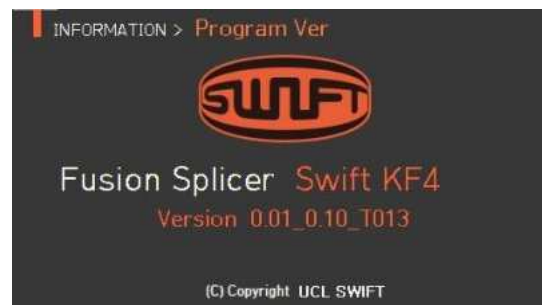 INFORMATION > Program Ver
SWIFT
Fusion Splicer Swift KF4
Version 0.01_0.10_T013
(C) Copyright UCL SWIFT